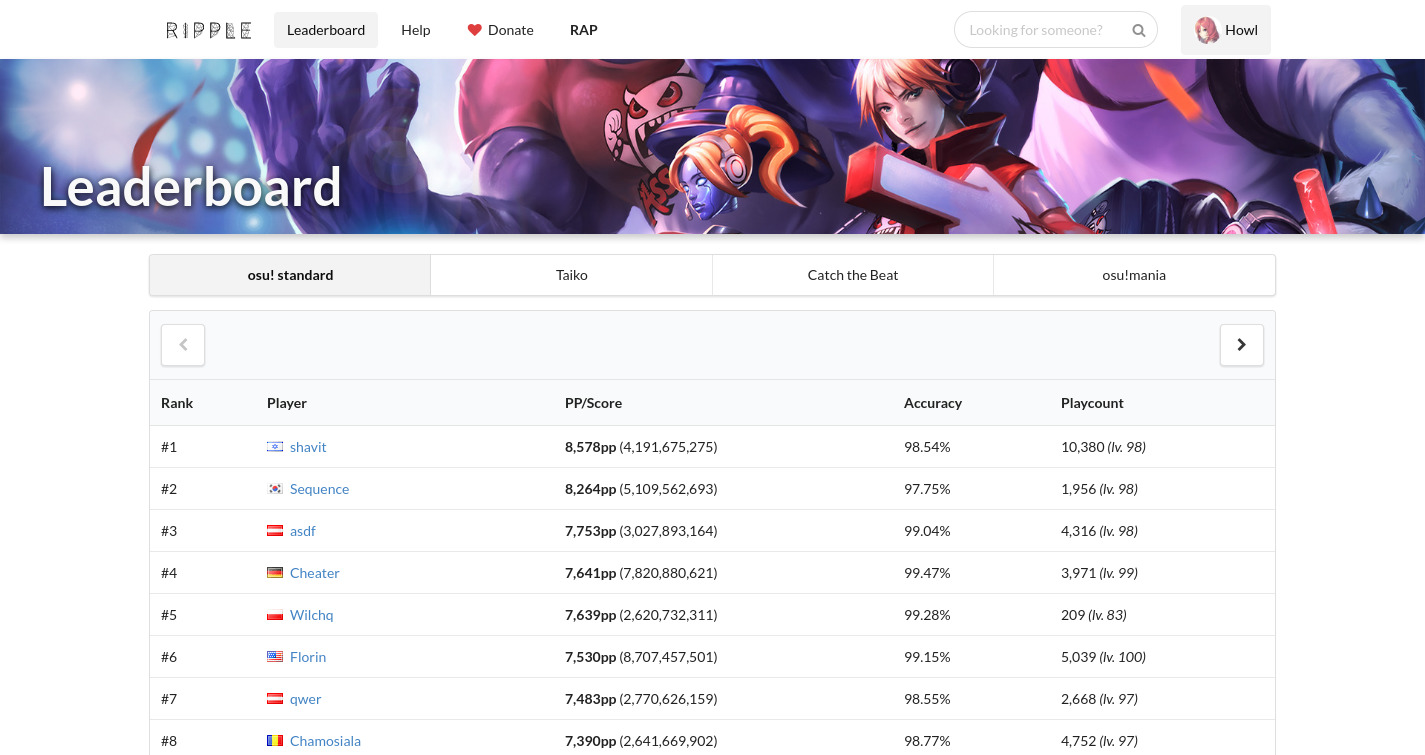 RIPPLE Leaderboard Help Donate RAP Looking for someone? Howl
Leaderboard
osu! standard Taiko Catch the Beat osu!mania
Rank Player PP/Score Accuracy Playcount
#1 shavit 8,578pp (4,191,675,275) 98.54% 10,380 (lv. 98)
#2 Sequence 8,264pp (5,109,562,693) 97.75% 1,956 (lv. 98)
#3 asdf 7,753pp (3,027,893,164) 99.04% 4,316 (lv. 98)
#4 Cheater 7,641pp (7,820,880,621) 99.47% 3,971 (lv. 99)
#5 Wilchq 7,639pp (2,620,732,311) 99.28% 209 (lv. 83)
#6 Florin 7,530pp (8,707,457,501) 99.15% 5,039 (lv. 100)
#7 qwer 7,483pp (2,770,626,159) 98.55% 2,668 (lv. 97)
#8 Chamosiala 7,390pp (2,641,669,902) 98.77% 4,752 (lv. 97)